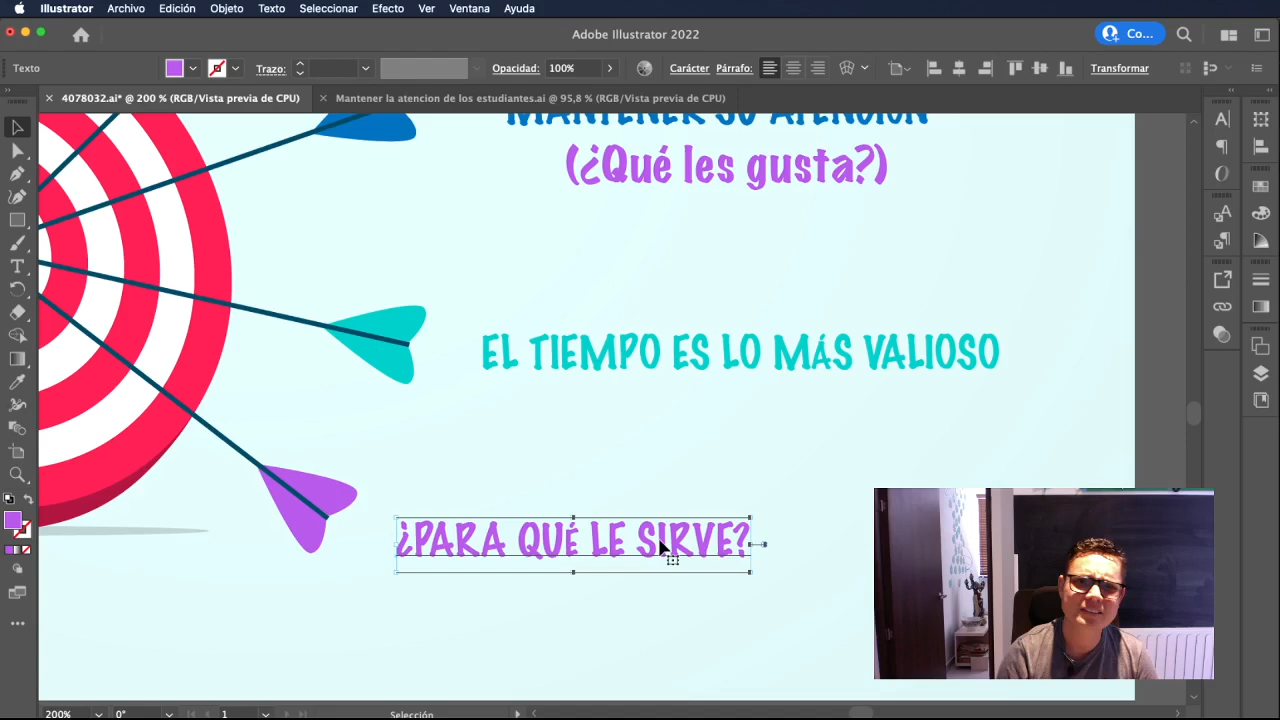 Illustrator Archivo Edición Objeto Texto Seleccionar Efecto Ver Ventana Ayuda
Adobe Illustrator 2022
Co...
Texto
Trazo:
Opacidad: 100%
Carácter Párrafo:
Transformar
4078032.ai* @ 200 % (RGB/Vista previa de CPU)
Mantener la atencion de los estudiantes.ai @ 95,8 % (RGB/Vista previa de CPU)
MANTENER SU ATENCIÓN
(¿Qué les gusta?)
EL TIEMPO ES LO MÁS VALIOSO
¿PARA QUÉ LE SIRVE?
200% 0° 1 Selección